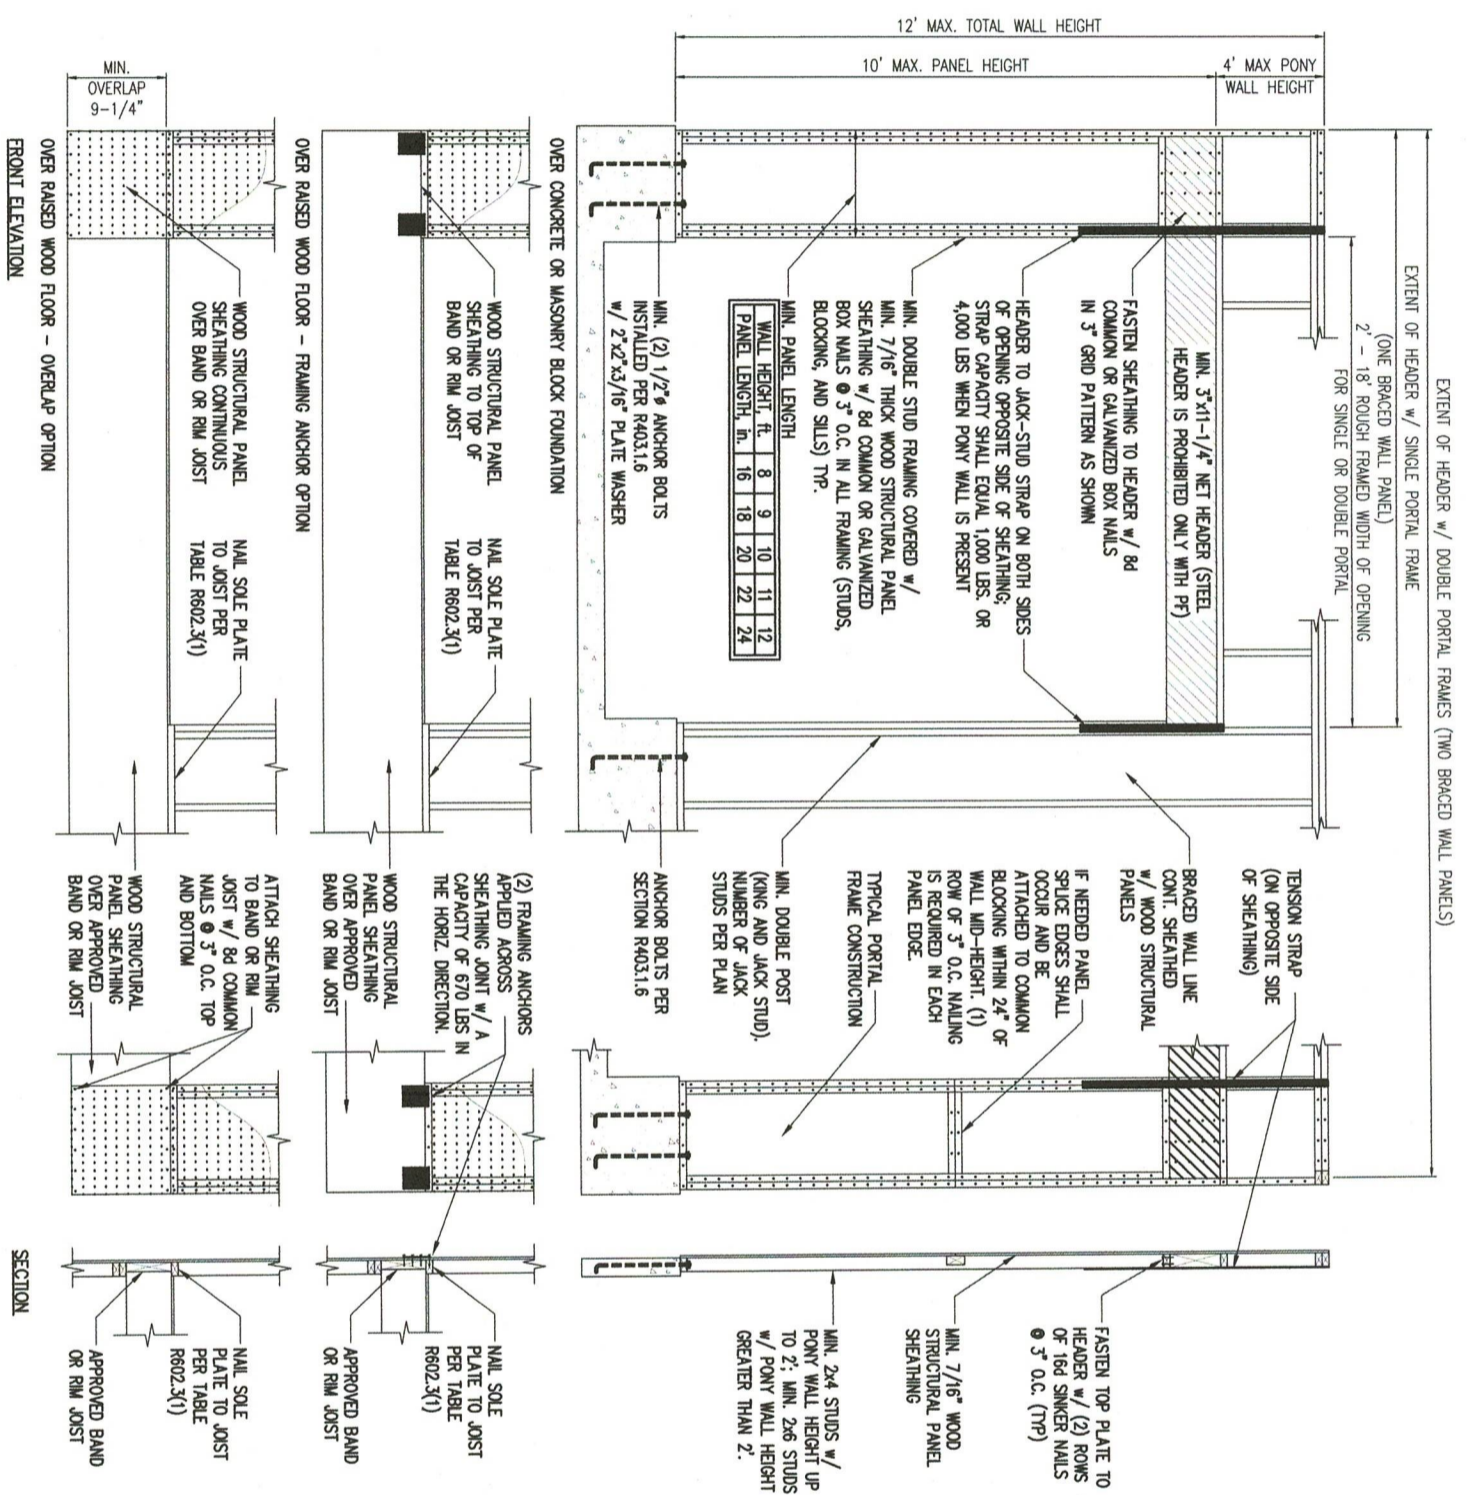 EXTENT OF HEADER w/ DOUBLE PORTAL FRAMES (TWO BRACED WALL PANELS)
EXTENT OF HEADER w/ SINGLE PORTAL FRAME
(ONE BRACED WALL PANEL)
2' - 18' ROUGH FRAMED WIDTH OF OPENING
FOR SINGLE OR DOUBLE PORTAL
12' MAX. TOTAL WALL HEIGHT
10' MAX. PANEL HEIGHT
4' MAX PONY
WALL HEIGHT
MIN. 3"x11-1/4" NET HEADER (STEEL
HEADER IS PROHIBITED ONLY WITH PF)
FASTEN SHEATHING TO HEADER w/ 8d
COMMON OR GALVANIZED BOX NAILS
IN 3" GRID PATTERN AS SHOWN
HEADER TO JACK-STUD STRAP ON BOTH SIDES
OF OPENING OPPOSITE SIDE OF SHEATHING;
STRAP CAPACITY SHALL EQUAL 1,000 LBS. OR
4,000 LBS WHEN PONY WALL IS PRESENT
MIN. DOUBLE STUD FRAMING COVERED w/
MIN. 7/16" THICK WOOD STRUCTURAL PANEL
SHEATHING w/ 8d COMMON OR GALVANIZED
BOX NAILS @ 3" O.C. IN ALL FRAMING (STUDS,
BLOCKING, AND SILLS) TYP.
MIN. PANEL LENGTH
WALL HEIGHT, ft. 8 9 10 11 12
PANEL LENGTH, in. 16 18 20 22 24
MIN. (2) 1/2"ø ANCHOR BOLTS
INSTALLED PER R403.1.6
w/ 2"x2"x3/16" PLATE WASHER
TENSION STRAP
(ON OPPOSITE SIDE
OF SHEATHING)
BRACED WALL LINE
CONT. SHEATHED
w/ WOOD STRUCTURAL
PANELS
IF NEEDED PANEL
SPLICE EDGES SHALL
OCCUR AND BE
ATTACHED TO COMMON
BLOCKING WITHIN 24" OF
WALL MID-HEIGHT. (1)
ROW OF 3" O.C. NAILING
IS REQUIRED IN EACH
PANEL EDGE.
TYPICAL PORTAL
FRAME CONSTRUCTION
MIN. DOUBLE POST
(KING AND JACK STUD).
NUMBER OF JACK
STUDS PER PLAN
ANCHOR BOLTS PER
SECTION R403.1.6
FASTEN TOP PLATE TO
HEADER w/ (2) ROWS
OF 16d SINKER NAILS
@ 3" O.C. (TYP)
MIN. 7/16" WOOD
STRUCTURAL PANEL
SHEATHING
MIN. 2x4 STUDS w/
PONY WALL HEIGHT UP
TO 2'; MIN. 2x6 STUDS
w/ PONY WALL HEIGHT
GREATER THAN 2'.
OVER CONCRETE OR MASONRY BLOCK FOUNDATION
WOOD STRUCTURAL PANEL
SHEATHING TO TOP OF
BAND OR RIM JOIST
NAIL SOLE PLATE
TO JOIST PER
TABLE R602.3(1)
(2) FRAMING ANCHORS
APPLIED ACROSS
SHEATHING JOINT w/ A
CAPACITY OF 670 LBS IN
THE HORIZ. DIRECTION.
WOOD STRUCTURAL
PANEL SHEATHING
OVER APPROVED
BAND OR RIM JOIST
NAIL SOLE
PLATE TO JOIST
PER TABLE
R602.3(1)
APPROVED BAND
OR RIM JOIST
OVER RAISED WOOD FLOOR - FRAMING ANCHOR OPTION
MIN.
OVERLAP
9-1/4"
WOOD STRUCTURAL PANEL
SHEATHING CONTINUOUS
OVER BAND OR RIM JOIST
NAIL SOLE PLATE
TO JOIST PER
TABLE R602.3(1)
ATTACH SHEATHING
TO BAND OR RIM
JOIST w/ 8d COMMON
NAILS @ 3" O.C. TOP
AND BOTTOM
WOOD STRUCTURAL
PANEL SHEATHING
OVER APPROVED
BAND OR RIM JOIST
NAIL SOLE
PLATE TO JOIST
PER TABLE
R602.3(1)
APPROVED BAND
OR RIM JOIST
OVER RAISED WOOD FLOOR - OVERLAP OPTION
FRONT ELEVATION
SECTION